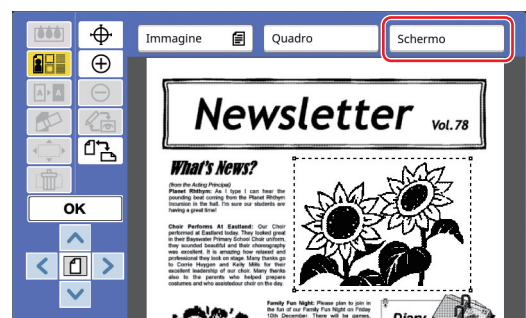 Immagine
Quadro
Schermo
A A
OK
Newsletter Vol. 78
What's News?
(from the Acting Principal)
Planet Rhthym: As I type I can hear the
pounding beat coming from the Planet Rhthym
Incursion in the hall. I'm sure our students are
having a great time!
Choir Performs At Eastland: Our Choir
performed at Eastland today. They looked great
in their Bayswater Primary School Choir uniform,
they sounded beautiful and their choreography
was excellent. It is amazing how relaxed and
professional they look on stage. Many thanks go
to Corrie Huygen and Kally Mills for their
excellent leadership of our choir. Many thanks
also to the parents who helped prepare
costumes and who assistedour choir on the day.
Family Fun Night: Please plan to join in
the fun of our Family Fun Night on Friday
10th December. There will be games,
Diary